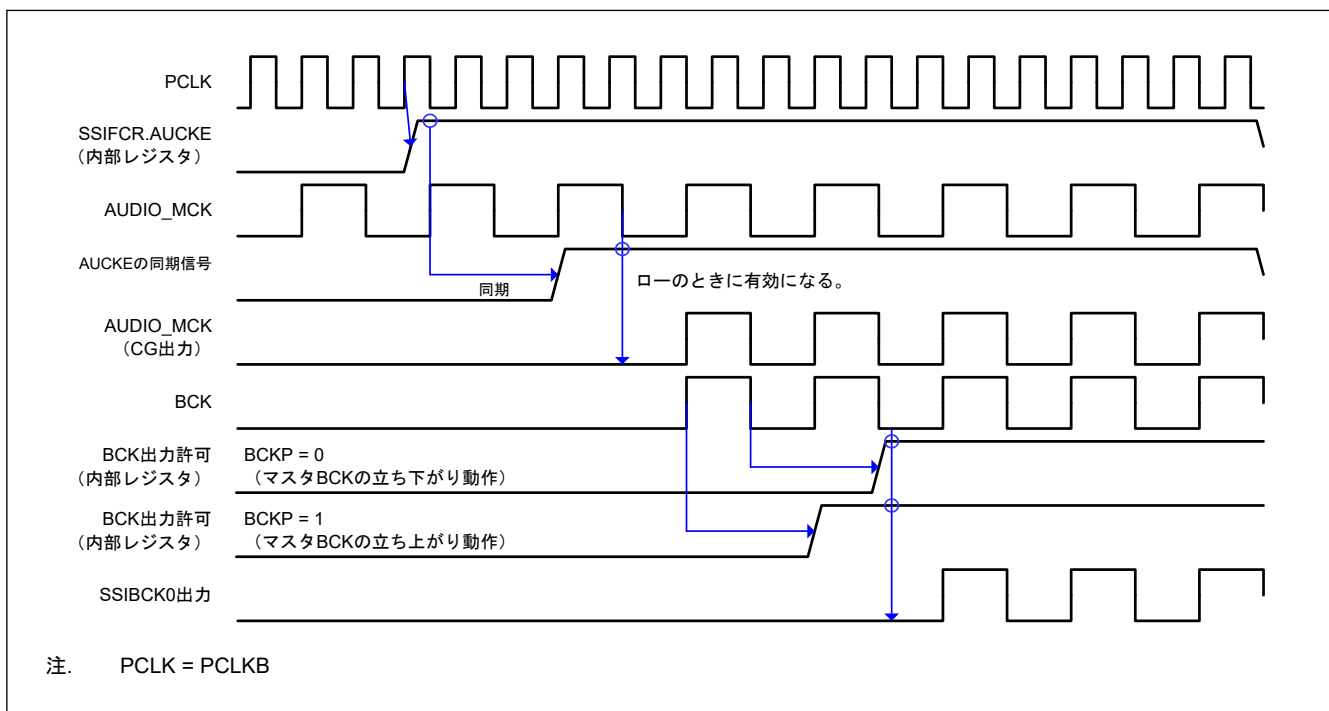 PCLK
SSIFCR.AUCKE
（内部レジスタ）
AUDIO_MCK
AUCKEの同期信号
同期
ローのときに有効になる。
AUDIO_MCK
（CG出力）
BCK
BCK出力許可
（内部レジスタ）
BCKP = 0
（マスタBCKの立ち下がり動作）
BCK出力許可
（内部レジスタ）
BCKP = 1
（マスタBCKの立ち上がり動作）
SSIBCK0出力
注. PCLK = PCLKB